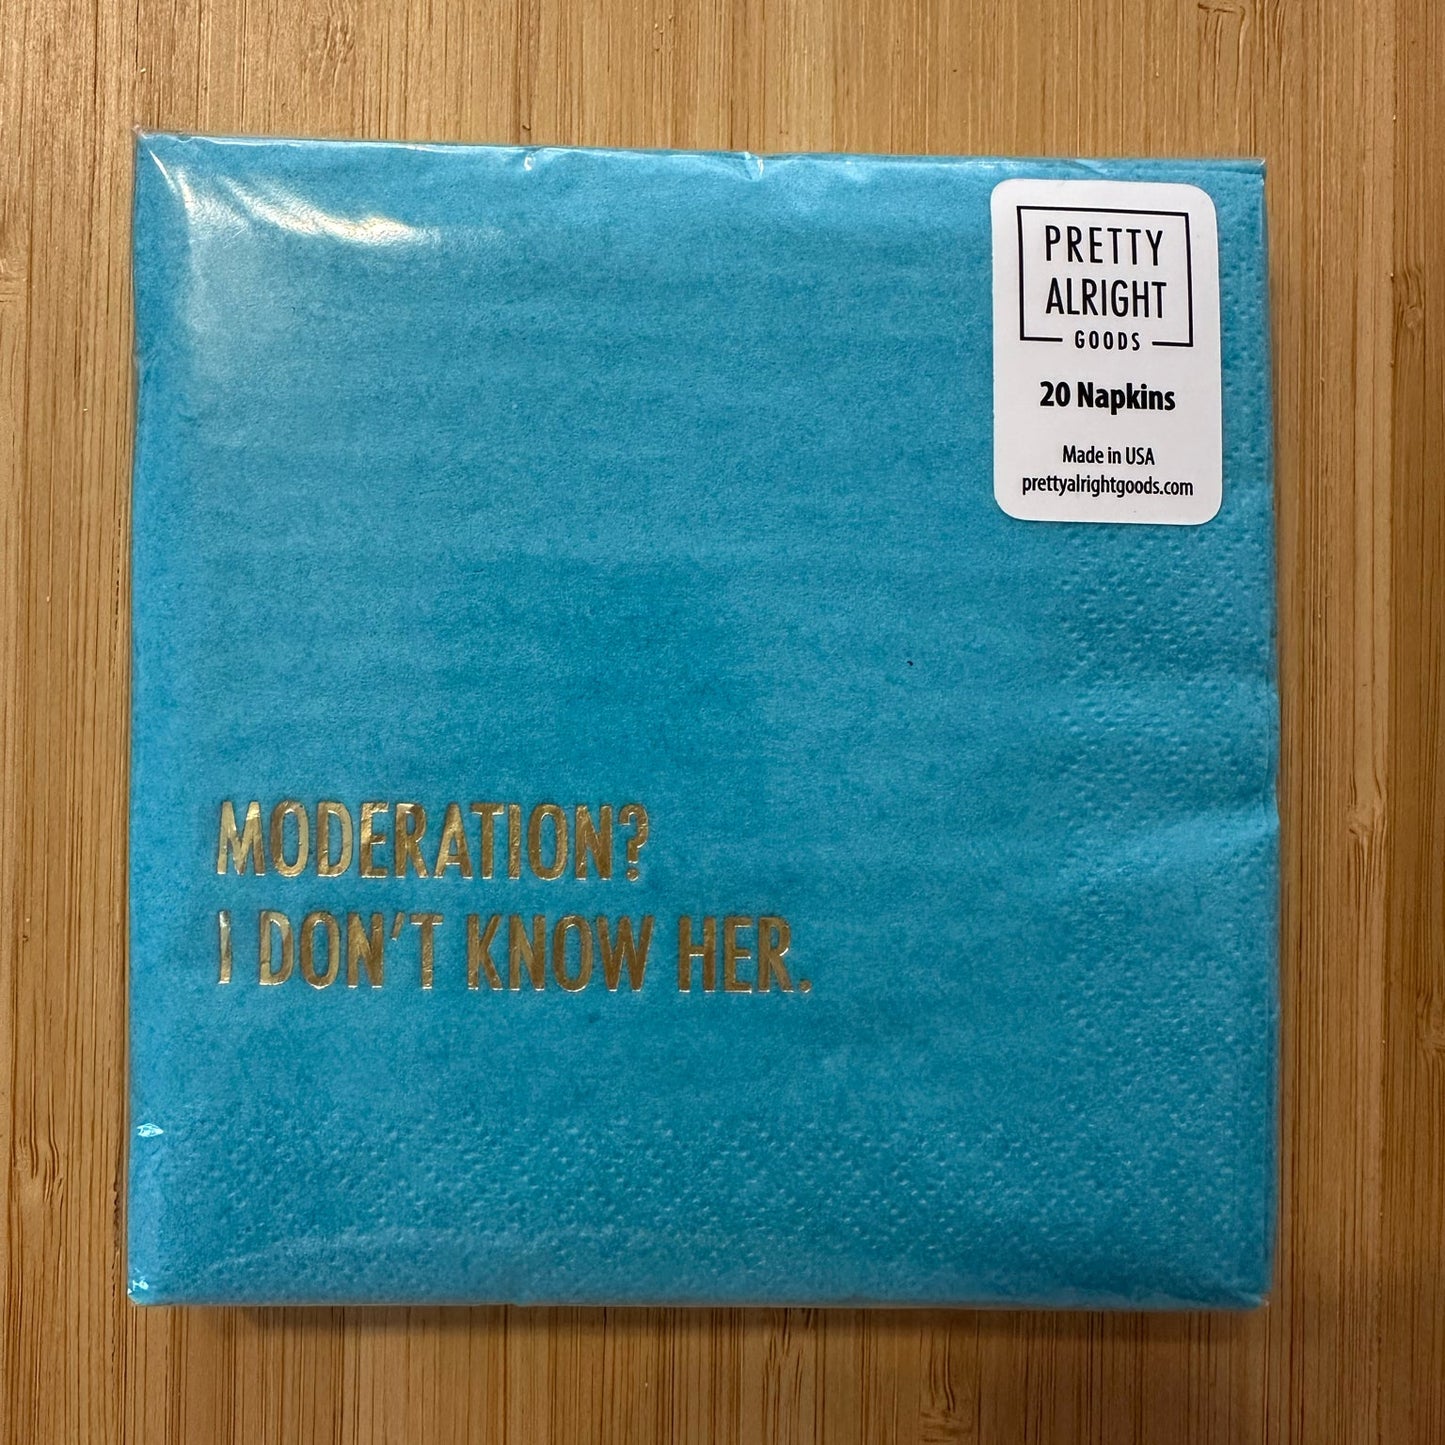 PRETTY
ALRIGHT
GOODS
20 Napkins
Made in USA
prettyalrightgoods.com
MODERATION?
I DON'T KNOW HER.